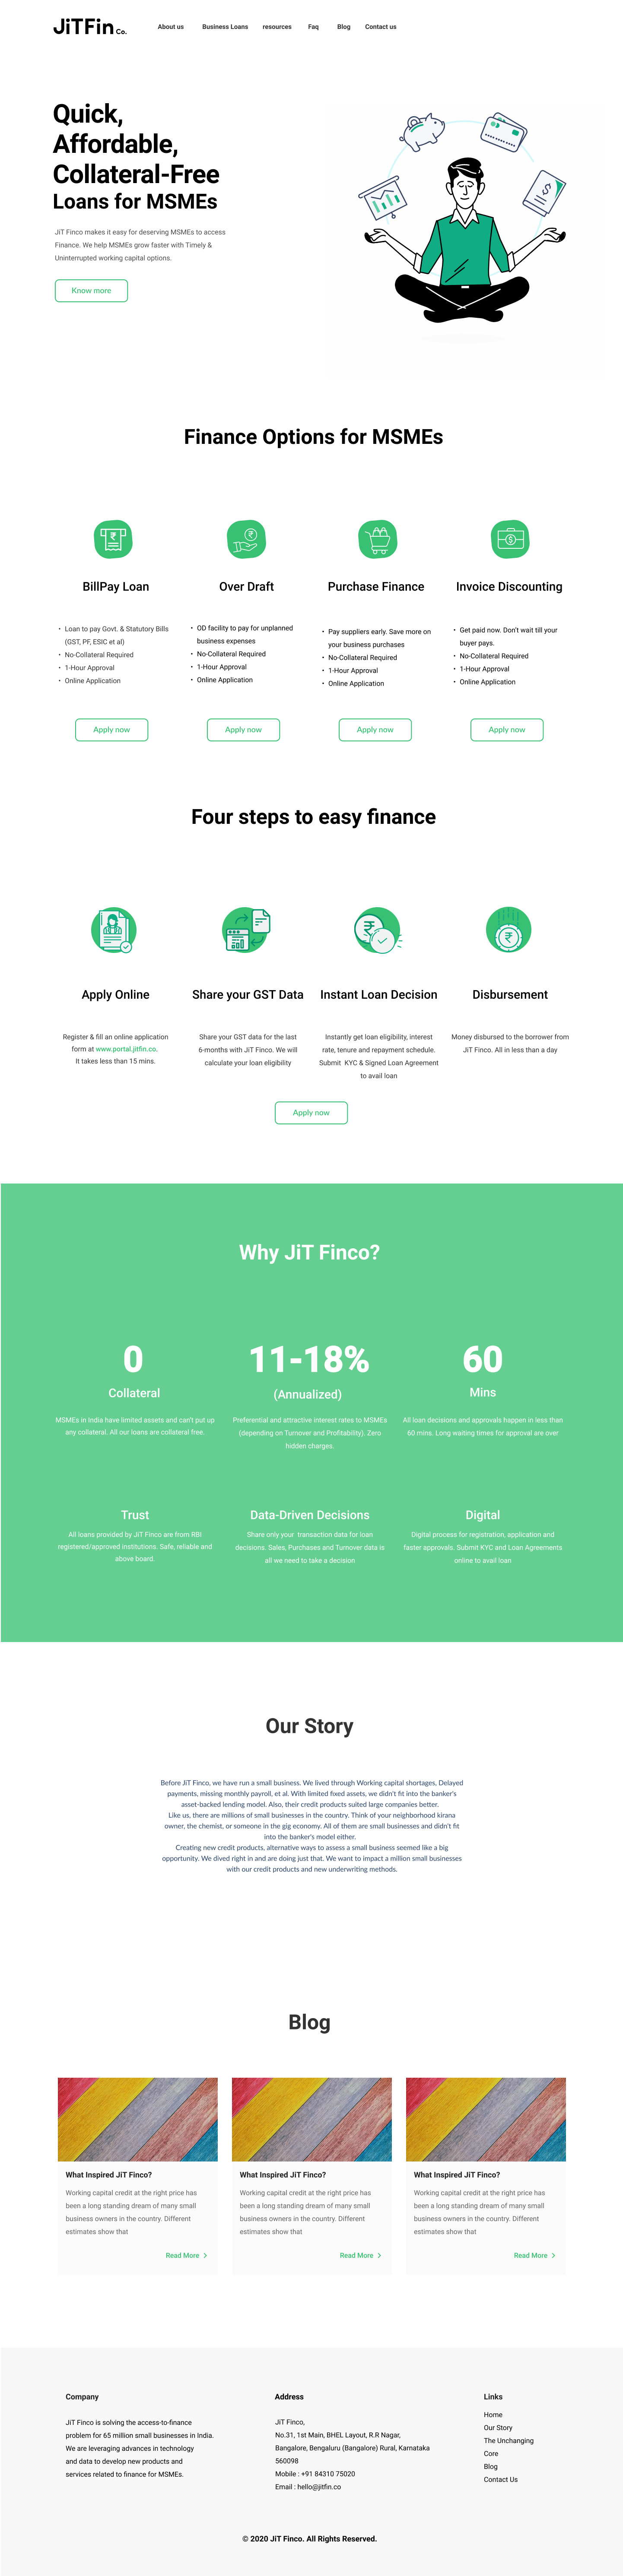 JiTFin Co.
About us Business Loans resources Faq Blog Contact us
Quick,
Affordable,
Collateral-Free
Loans for MSMEs
JiT Finco makes it easy for deserving MSMEs to access
Finance. We help MSMEs grow faster with Timely &
Uninterrupted working capital options.
Know more
Finance Options for MSMEs
BillPay Loan
• Loan to pay Govt. & Statutory Bills
(GST, PF, ESIC et al)
• No-Collateral Required
• 1-Hour Approval
• Online Application
Apply now
Over Draft
• OD facility to pay for unplanned
business expenses
• No-Collateral Required
• 1-Hour Approval
• Online Application
Apply now
Purchase Finance
• Pay suppliers early. Save more on
your business purchases
• No-Collateral Required
• 1-Hour Approval
• Online Application
Apply now
Invoice Discounting
• Get paid now. Don't wait till your
buyer pays.
• No-Collateral Required
• 1-Hour Approval
• Online Application
Apply now
Four steps to easy finance
Apply Online
Register & fill an online application
form at www.portal.jitfin.co.
It takes less than 15 mins.
Share your GST Data
Share your GST data for the last
6-months with JiT Finco. We will
calculate your loan eligibility
Instant Loan Decision
Instantly get loan eligibility, interest
rate, tenure and repayment schedule.
Submit KYC & Signed Loan Agreement
to avail loan
Disbursement
Money disbursed to the borrower from
JiT Finco. All in less than a day
Apply now
Why JiT Finco?
0
Collateral
MSMEs in India have limited assets and can't put up
any collateral. All our loans are collateral free.
11-18%
(Annualized)
Preferential and attractive interest rates to MSMEs
(depending on Turnover and Profitability). Zero
hidden charges.
60
Mins
All loan decisions and approvals happen in less than
60 mins. Long waiting times for approval are over
Trust
All loans provided by JiT Finco are from RBI
registered/approved institutions. Safe, reliable and
above board.
Data-Driven Decisions
Share only your transaction data for loan
decisions. Sales, Purchases and Turnover data is
all we need to take a decision
Digital
Digital process for registration, application and
faster approvals. Submit KYC and Loan Agreements
online to avail loan
Our Story
Before JiT Finco, we have run a small business. We lived through Working capital shortages, Delayed
payments, missing monthly payroll, et al. With limited fixed assets, we didn't fit into the banker's
asset-backed lending model. Also, their credit products suited large companies better.
Like us, there are millions of small businesses in the country. Think of your neighborhood kirana
owner, the chemist, or someone in the gig economy. All of them are small businesses and didn't fit
into the banker's model either.
Creating new credit products, alternative ways to assess a small business seemed like a big
opportunity. We dived right in and are doing just that. We want to impact a million small businesses
with our credit products and new underwriting methods.
Blog
What Inspired JiT Finco?
Working capital credit at the right price has
been a long standing dream of many small
business owners in the country. Different
estimates show that
Read More >
What Inspired JiT Finco?
Working capital credit at the right price has
been a long standing dream of many small
business owners in the country. Different
estimates show that
Read More >
What Inspired JiT Finco?
Working capital credit at the right price has
been a long standing dream of many small
business owners in the country. Different
estimates show that
Read More >
Company
JiT Finco is solving the access-to-finance
problem for 65 million small businesses in India.
We are leveraging advances in technology
and data to develop new products and
services related to finance for MSMEs.
Address
JiT Finco,
No.31, 1st Main, BHEL Layout, R.R Nagar,
Bangalore, Bengaluru (Bangalore) Rural, Karnataka
560098
Mobile : +91 84310 75020
Email : hello@jitfin.co
Links
Home
Our Story
The Unchanging
Core
Blog
Contact Us
© 2020 JiT Finco. All Rights Reserved.